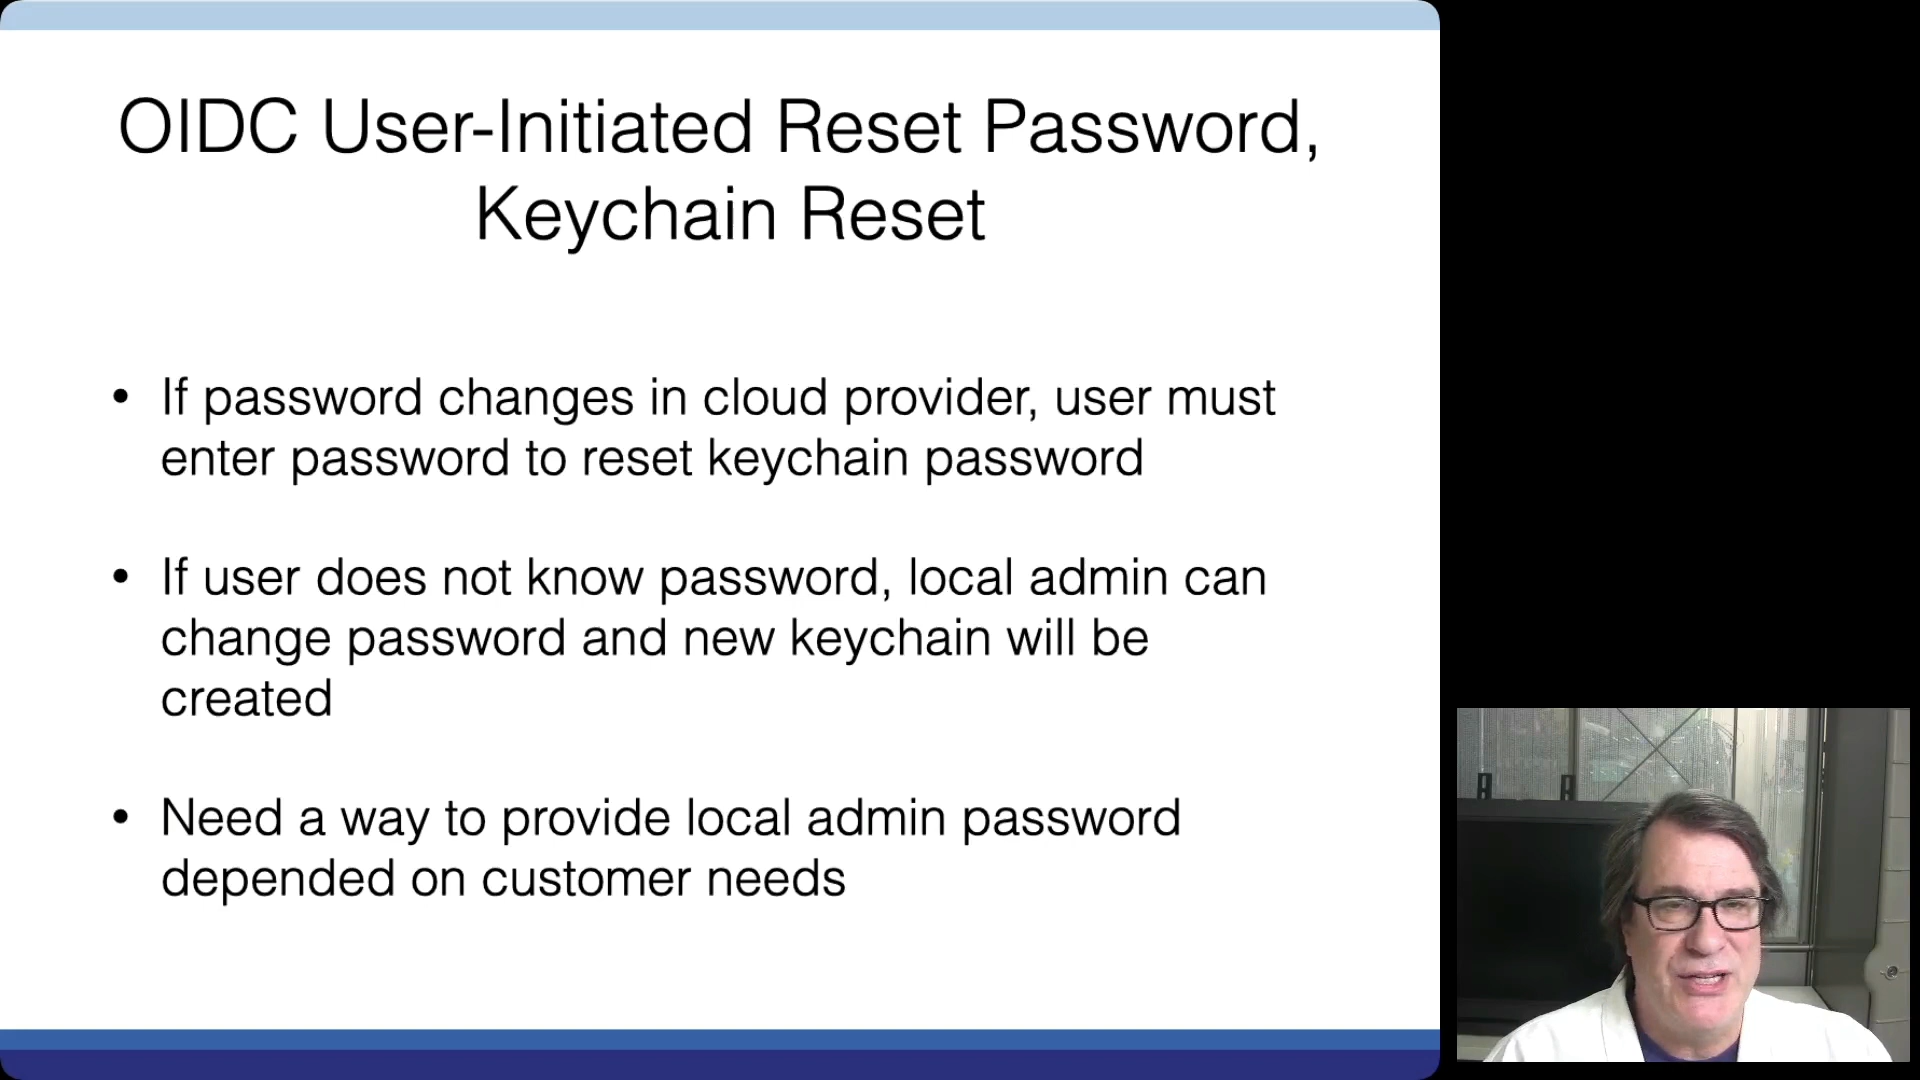 OIDC User-Initiated Reset Password,
Keychain Reset
• If password changes in cloud provider, user must
enter password to reset keychain password
• If user does not know password, local admin can
change password and new keychain will be
created
• Need a way to provide local admin password
depended on customer needs